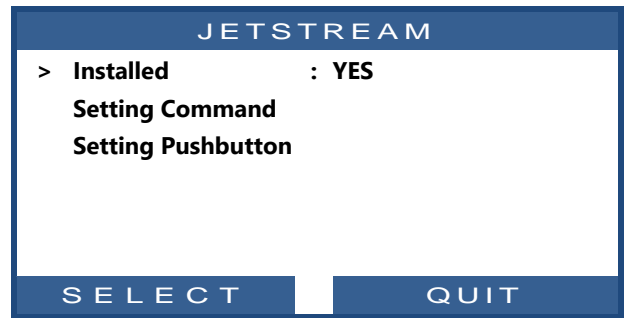 JETSTREAM
> Installed : YES
Setting Command
Setting Pushbutton
SELECT QUIT